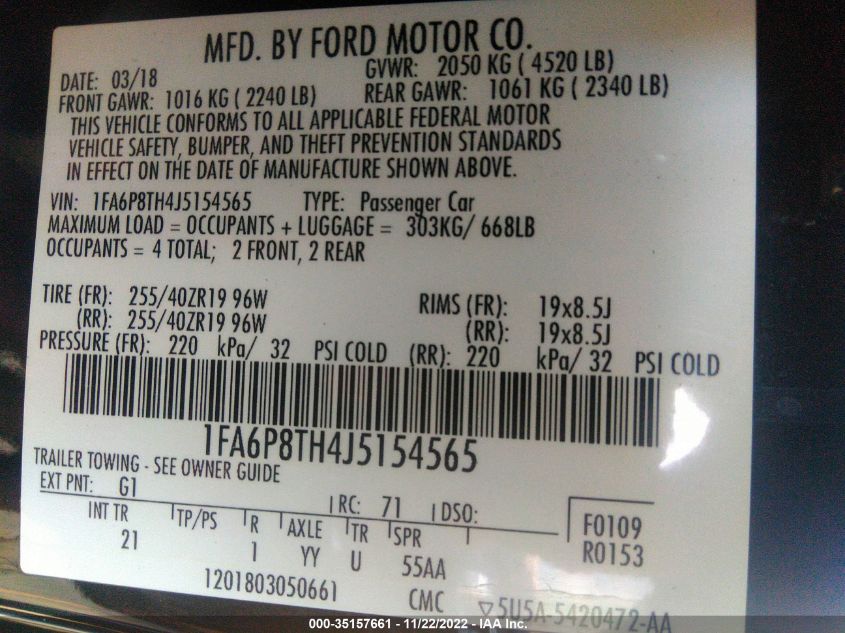 MFD. BY FORD MOTOR CO.
DATE: 03/18 GVWR: 2050 KG ( 4520 LB)
FRONT GAWR: 1016 KG ( 2240 LB) REAR GAWR: 1061 KG ( 2340 LB)
THIS VEHICLE CONFORMS TO ALL APPLICABLE FEDERAL MOTOR
VEHICLE SAFETY, BUMPER, AND THEFT PREVENTION STANDARDS
IN EFFECT ON THE DATE OF MANUFACTURE SHOWN ABOVE.
VIN: 1FA6P8TH4J5154565 TYPE: Passenger Car
MAXIMUM LOAD = OCCUPANTS + LUGGAGE = 303KG/ 668LB
OCCUPANTS = 4 TOTAL; 2 FRONT, 2 REAR
TIRE (FR): 255/40ZR19 96W RIMS (FR): 19x8.5J
(RR): 255/40ZR19 96W (RR): 19x8.5J
PRESSURE (FR): 220 kPa/ 32 PSI COLD (RR): 220 kPa/ 32 PSI COLD
1FA6P8TH4J5154565
TRAILER TOWING - SEE OWNER GUIDE
EXT PNT: G1 RC: 71 DSO:
INT TR TP/PS R AXLE TR SPR F0109
21 1 YY U 55AA R0153
1201803050661 CMC ▽5U5A-5420472-AA
000-35157661 - 11/22/2022 - IAA Inc.